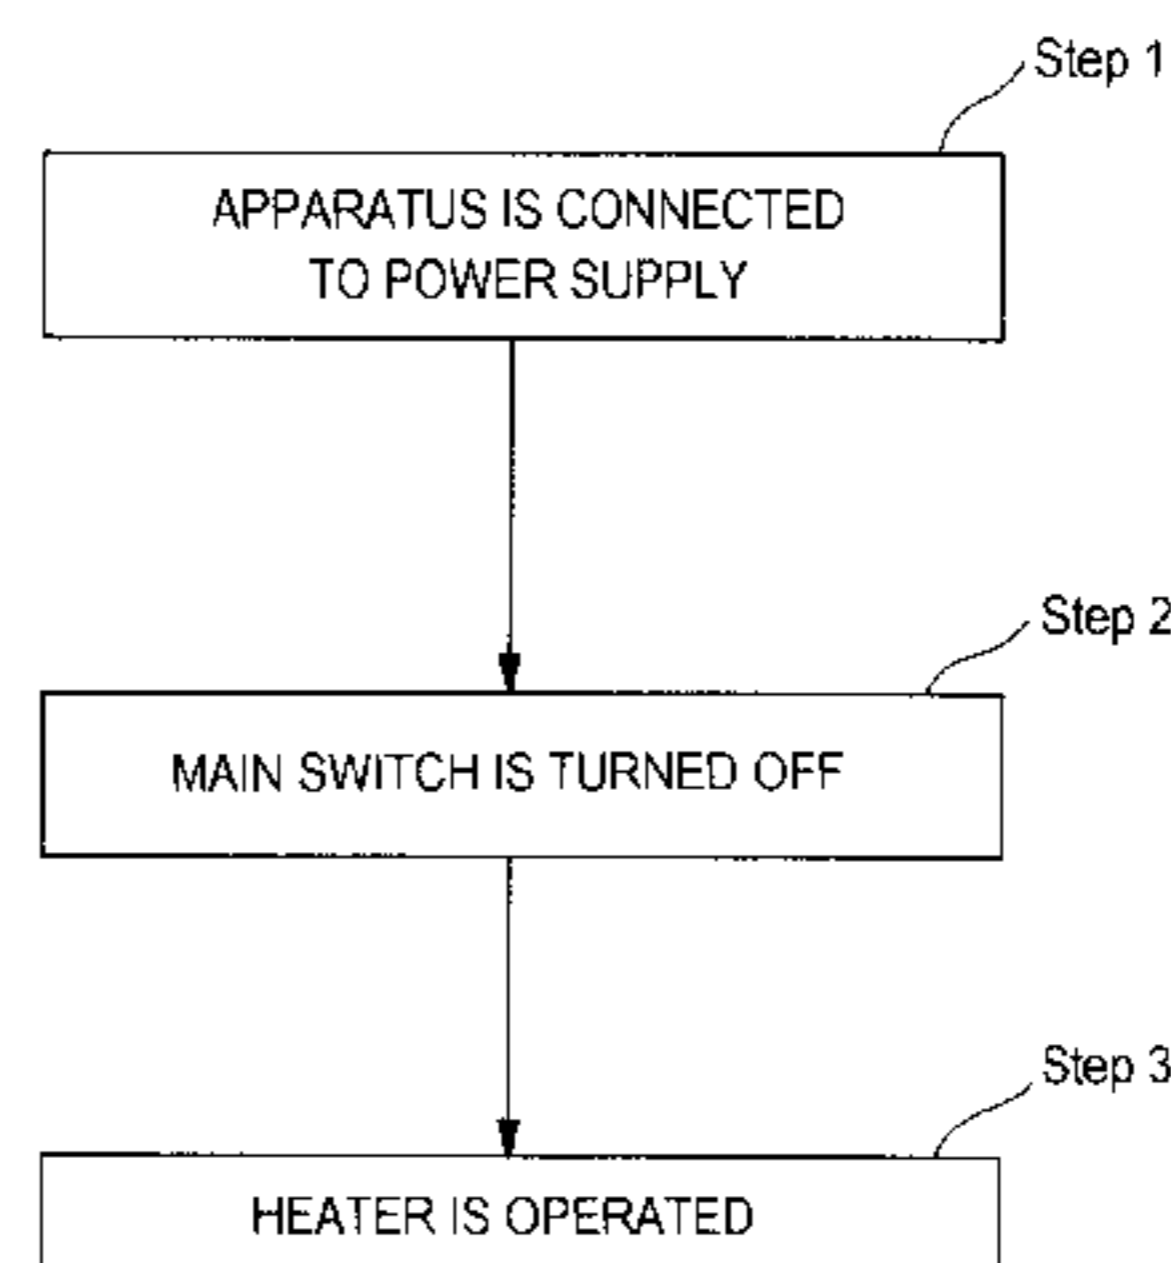 Step 1
APPARATUS IS CONNECTED
TO POWER SUPPLY
Step 2
MAIN SWITCH IS TURNED OFF
Step 3
HEATER IS OPERATED